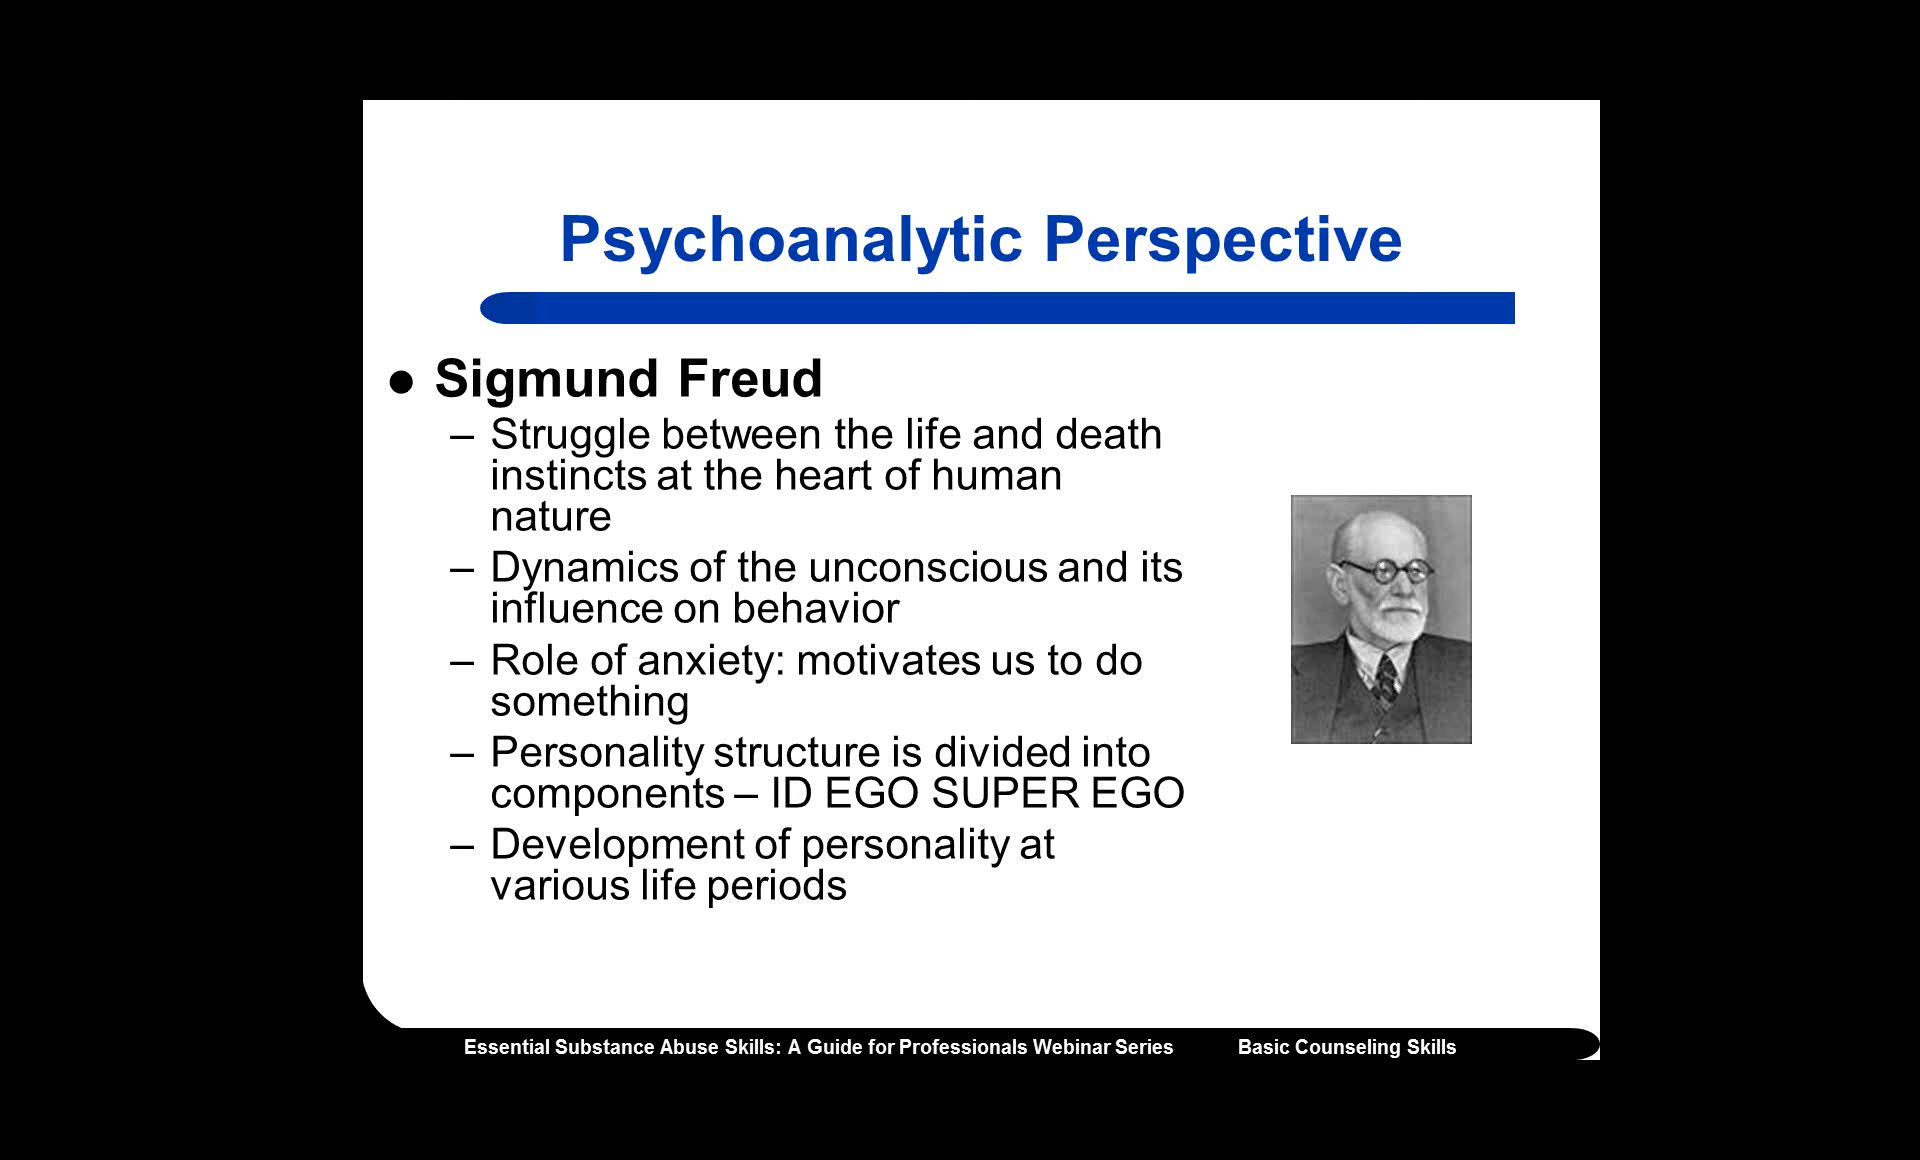 Psychoanalytic Perspective
● Sigmund Freud
– Struggle between the life and death
instincts at the heart of human
nature
– Dynamics of the unconscious and its
influence on behavior
– Role of anxiety: motivates us to do
something
– Personality structure is divided into
components – ID EGO SUPER EGO
– Development of personality at
various life periods
Essential Substance Abuse Skills: A Guide for Professionals Webinar Series Basic Counseling Skills